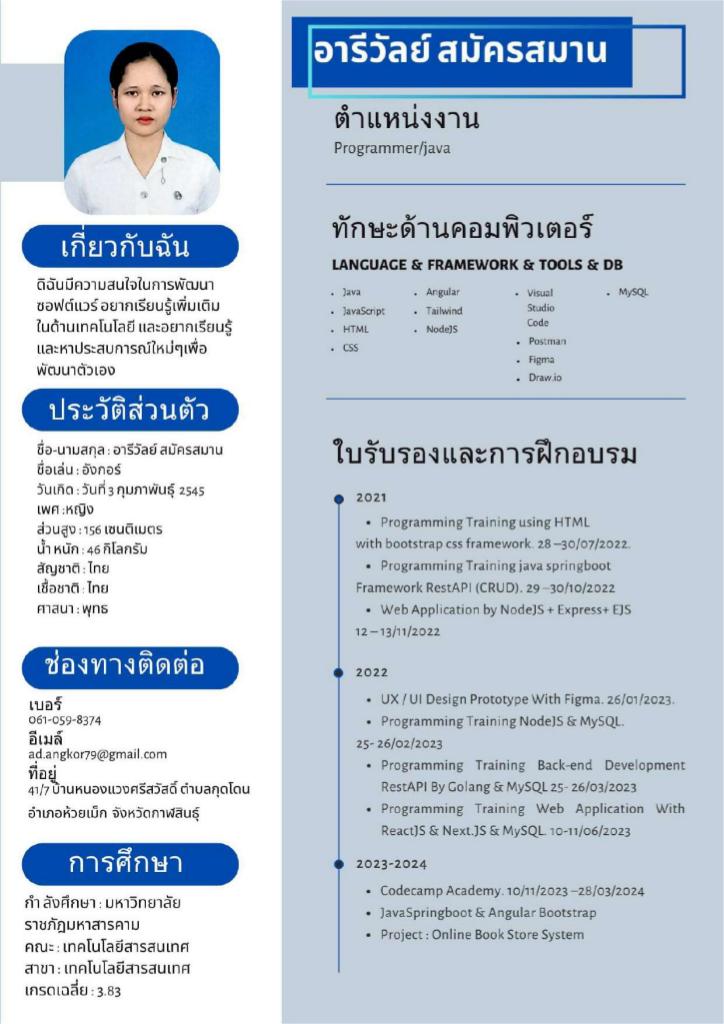 เกี่ยวกับฉัน
ดิฉันมีความสนใจในการพัฒนา
ซอฟต์แวร์ อยากเรียนรู้เพิ่มเติม
ในด้านเทคโนโลยี และอยากเรียนรู้
และหาประสบการณ์ใหม่ๆเพื่อ
พัฒนาตัวเอง
ประวัติส่วนตัว
ชื่อ-นามสกุล : อารีวัลย์ สมัครสมาน
ชื่อเล่น : อังกอร์
วันเกิด : วันที่ 3 กุมภาพันธุ์ 2545
เพศ :หญิง
ส่วนสูง : 156 เซนติเมตร
น้ำ หนัก : 46 กิโลกรัม
สัญชาติ : ไทย
เชื้อชาติ : ไทย
ศาสนา : พุทธ
ช่องทางติดต่อ
เบอร์
061-059-8374
อีเมล์
ad.angkor79@gmail.com
ที่อยู่
41/7 บ้านหนองแวงศรีสวัสดิ์ ตำบลกุดโดน
อำเภอห้วยเม็ก จังหวัดกาฬสินธุ์
การศึกษา
กำ ลังศึกษา : มหาวิทยาลัย
ราชภัฏมหาสารคาม
คณะ : เทคโนโลยีสารสนเทศ
สาขา : เทคโนโลยีสารสนเทศ
เกรดเฉลี่ย : 3.83
อารีวัลย์ สมัครสมาน
ตำแหน่งงาน
Programmer/java
ทักษะด้านคอมพิวเตอร์
LANGUAGE & FRAMEWORK & TOOLS & DB
• Java
• JavaScript
• HTML
• CSS
• Angular
• Tailwind
• NodeJS
• Visual
Studio
Code
• Postman
• Figma
• Draw.io
• MySQL
ใบรับรองและการฝึกอบรม
2021
• Programming Training using HTML
with bootstrap css framework. 28 –30/07/2022.
• Programming Training java springboot
Framework RestAPI (CRUD). 29 –30/10/2022
• Web Application by NodeJS + Express+ EJS
12 – 13/11/2022
2022
• UX / UI Design Prototype With Figma. 26/01/2023.
• Programming Training NodeJS & MySQL.
25- 26/02/2023
• Programming Training Back-end Development
RestAPI By Golang & MySQL 25- 26/03/2023
• Programming Training Web Application With
ReactJS & Next.JS & MySQL. 10-11/06/2023
2023-2024
• Codecamp Academy. 10/11/2023 –28/03/2024
• JavaSpringboot & Angular Bootstrap
• Project : Online Book Store System